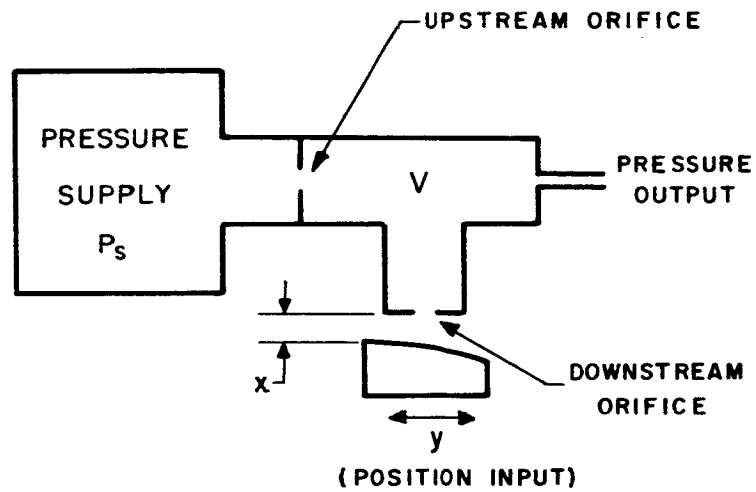 UPSTREAM ORIFICE
PRESSURE
SUPPLY
Ps
V
PRESSURE
OUTPUT
x
DOWNSTREAM
ORIFICE
y
(POSITION INPUT)